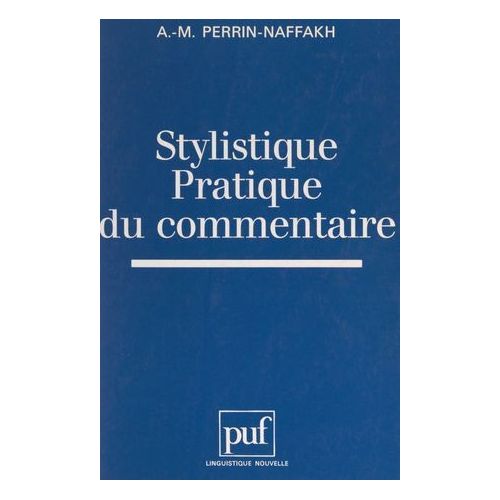 A.-M. PERRIN-NAFFAKH
Stylistique
Pratique
du commentaire
puf
LINGUISTIQUE NOUVELLE